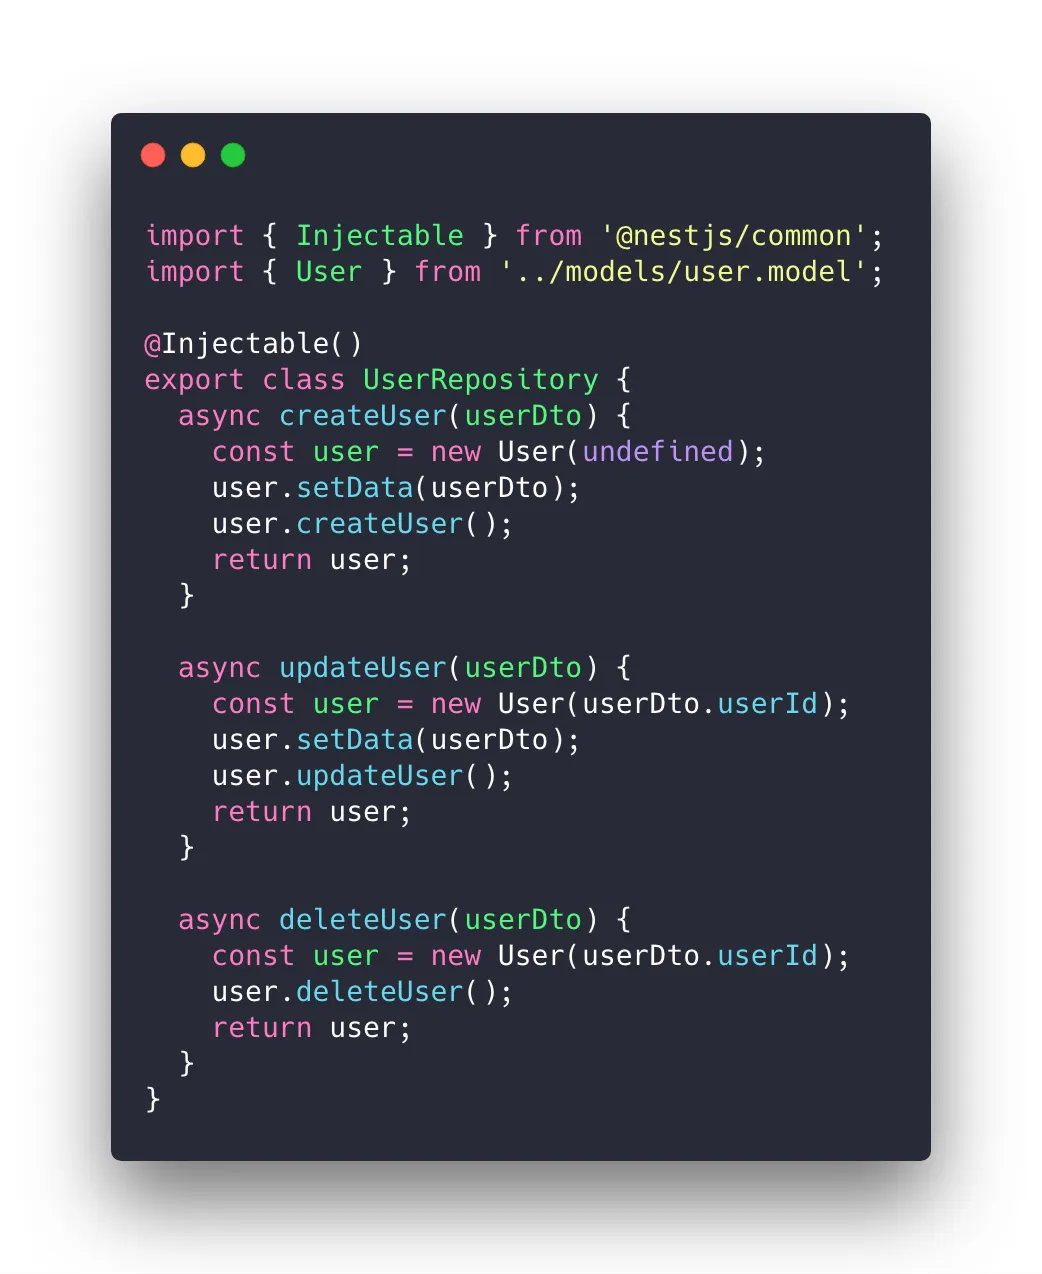 import { Injectable } from '@nestjs/common';
import { User } from '../models/user.model';

@Injectable()
export class UserRepository {
  async createUser(userDto) {
    const user = new User(undefined);
    user.setData(userDto);
    user.createUser();
    return user;
  }

  async updateUser(userDto) {
    const user = new User(userDto.userId);
    user.setData(userDto);
    user.updateUser();
    return user;
  }

  async deleteUser(userDto) {
    const user = new User(userDto.userId);
    user.deleteUser();
    return user;
  }
}